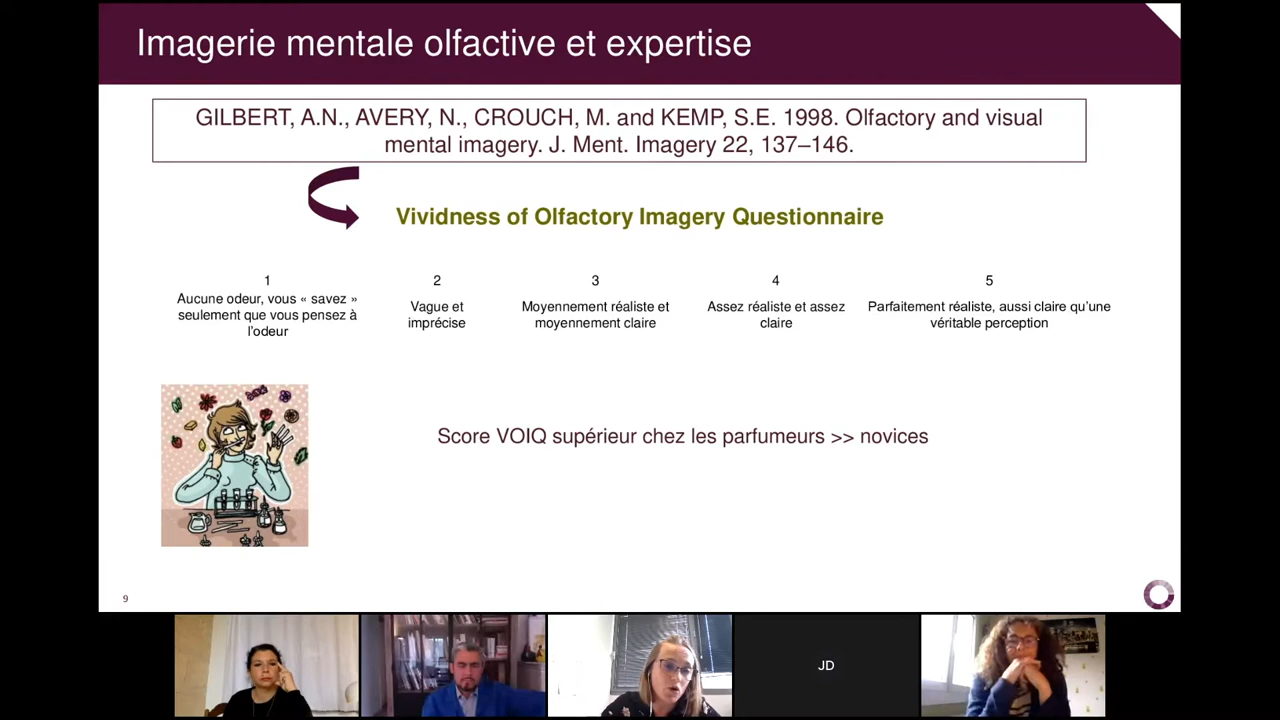 Imagerie mentale olfactive et expertise
GILBERT, A.N., AVERY, N., CROUCH, M. and KEMP, S.E. 1998. Olfactory and visual
mental imagery. J. Ment. Imagery 22, 137–146.
Vividness of Olfactory Imagery Questionnaire
1
Aucune odeur, vous « savez »
seulement que vous pensez à
l’odeur
2
Vague et
imprécise
3
Moyennement réaliste et
moyennement claire
4
Assez réaliste et assez
claire
5
Parfaitement réaliste, aussi claire qu’une
véritable perception
Score VOIQ supérieur chez les parfumeurs >> novices
9
JD